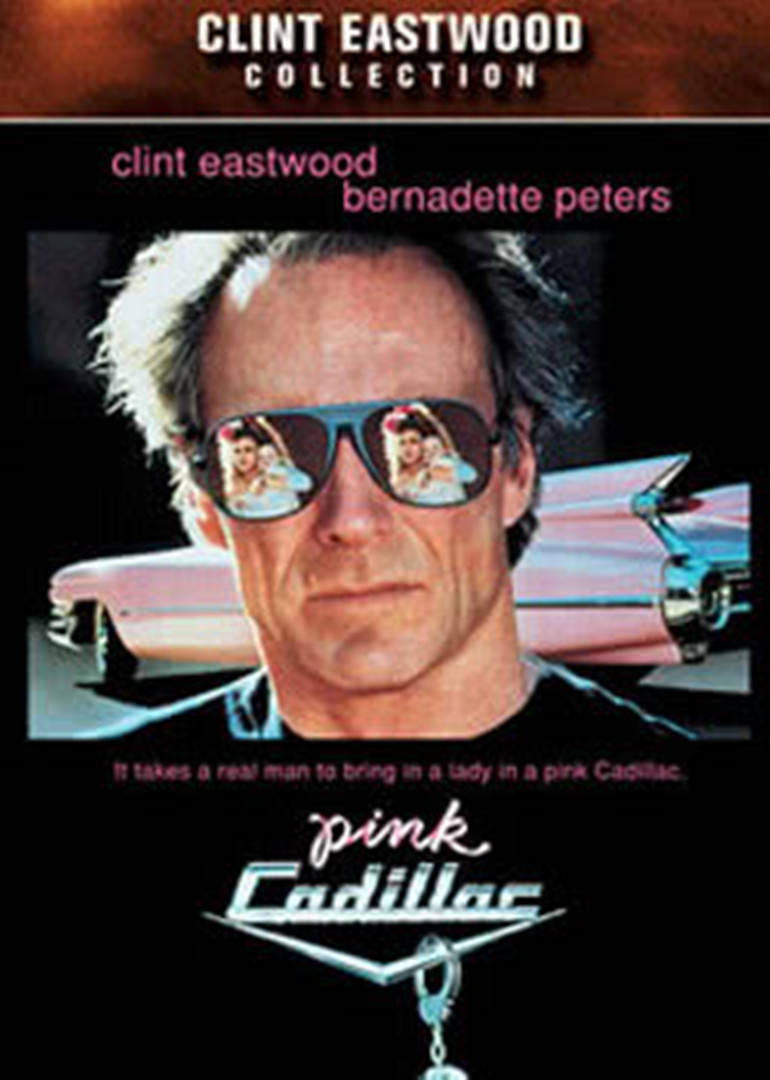 CLINT EASTWOOD
COLLECTION
clint eastwood
bernadette peters
It takes a real man to bring in a lady in a pink Cadillac.
pink
Cadillac